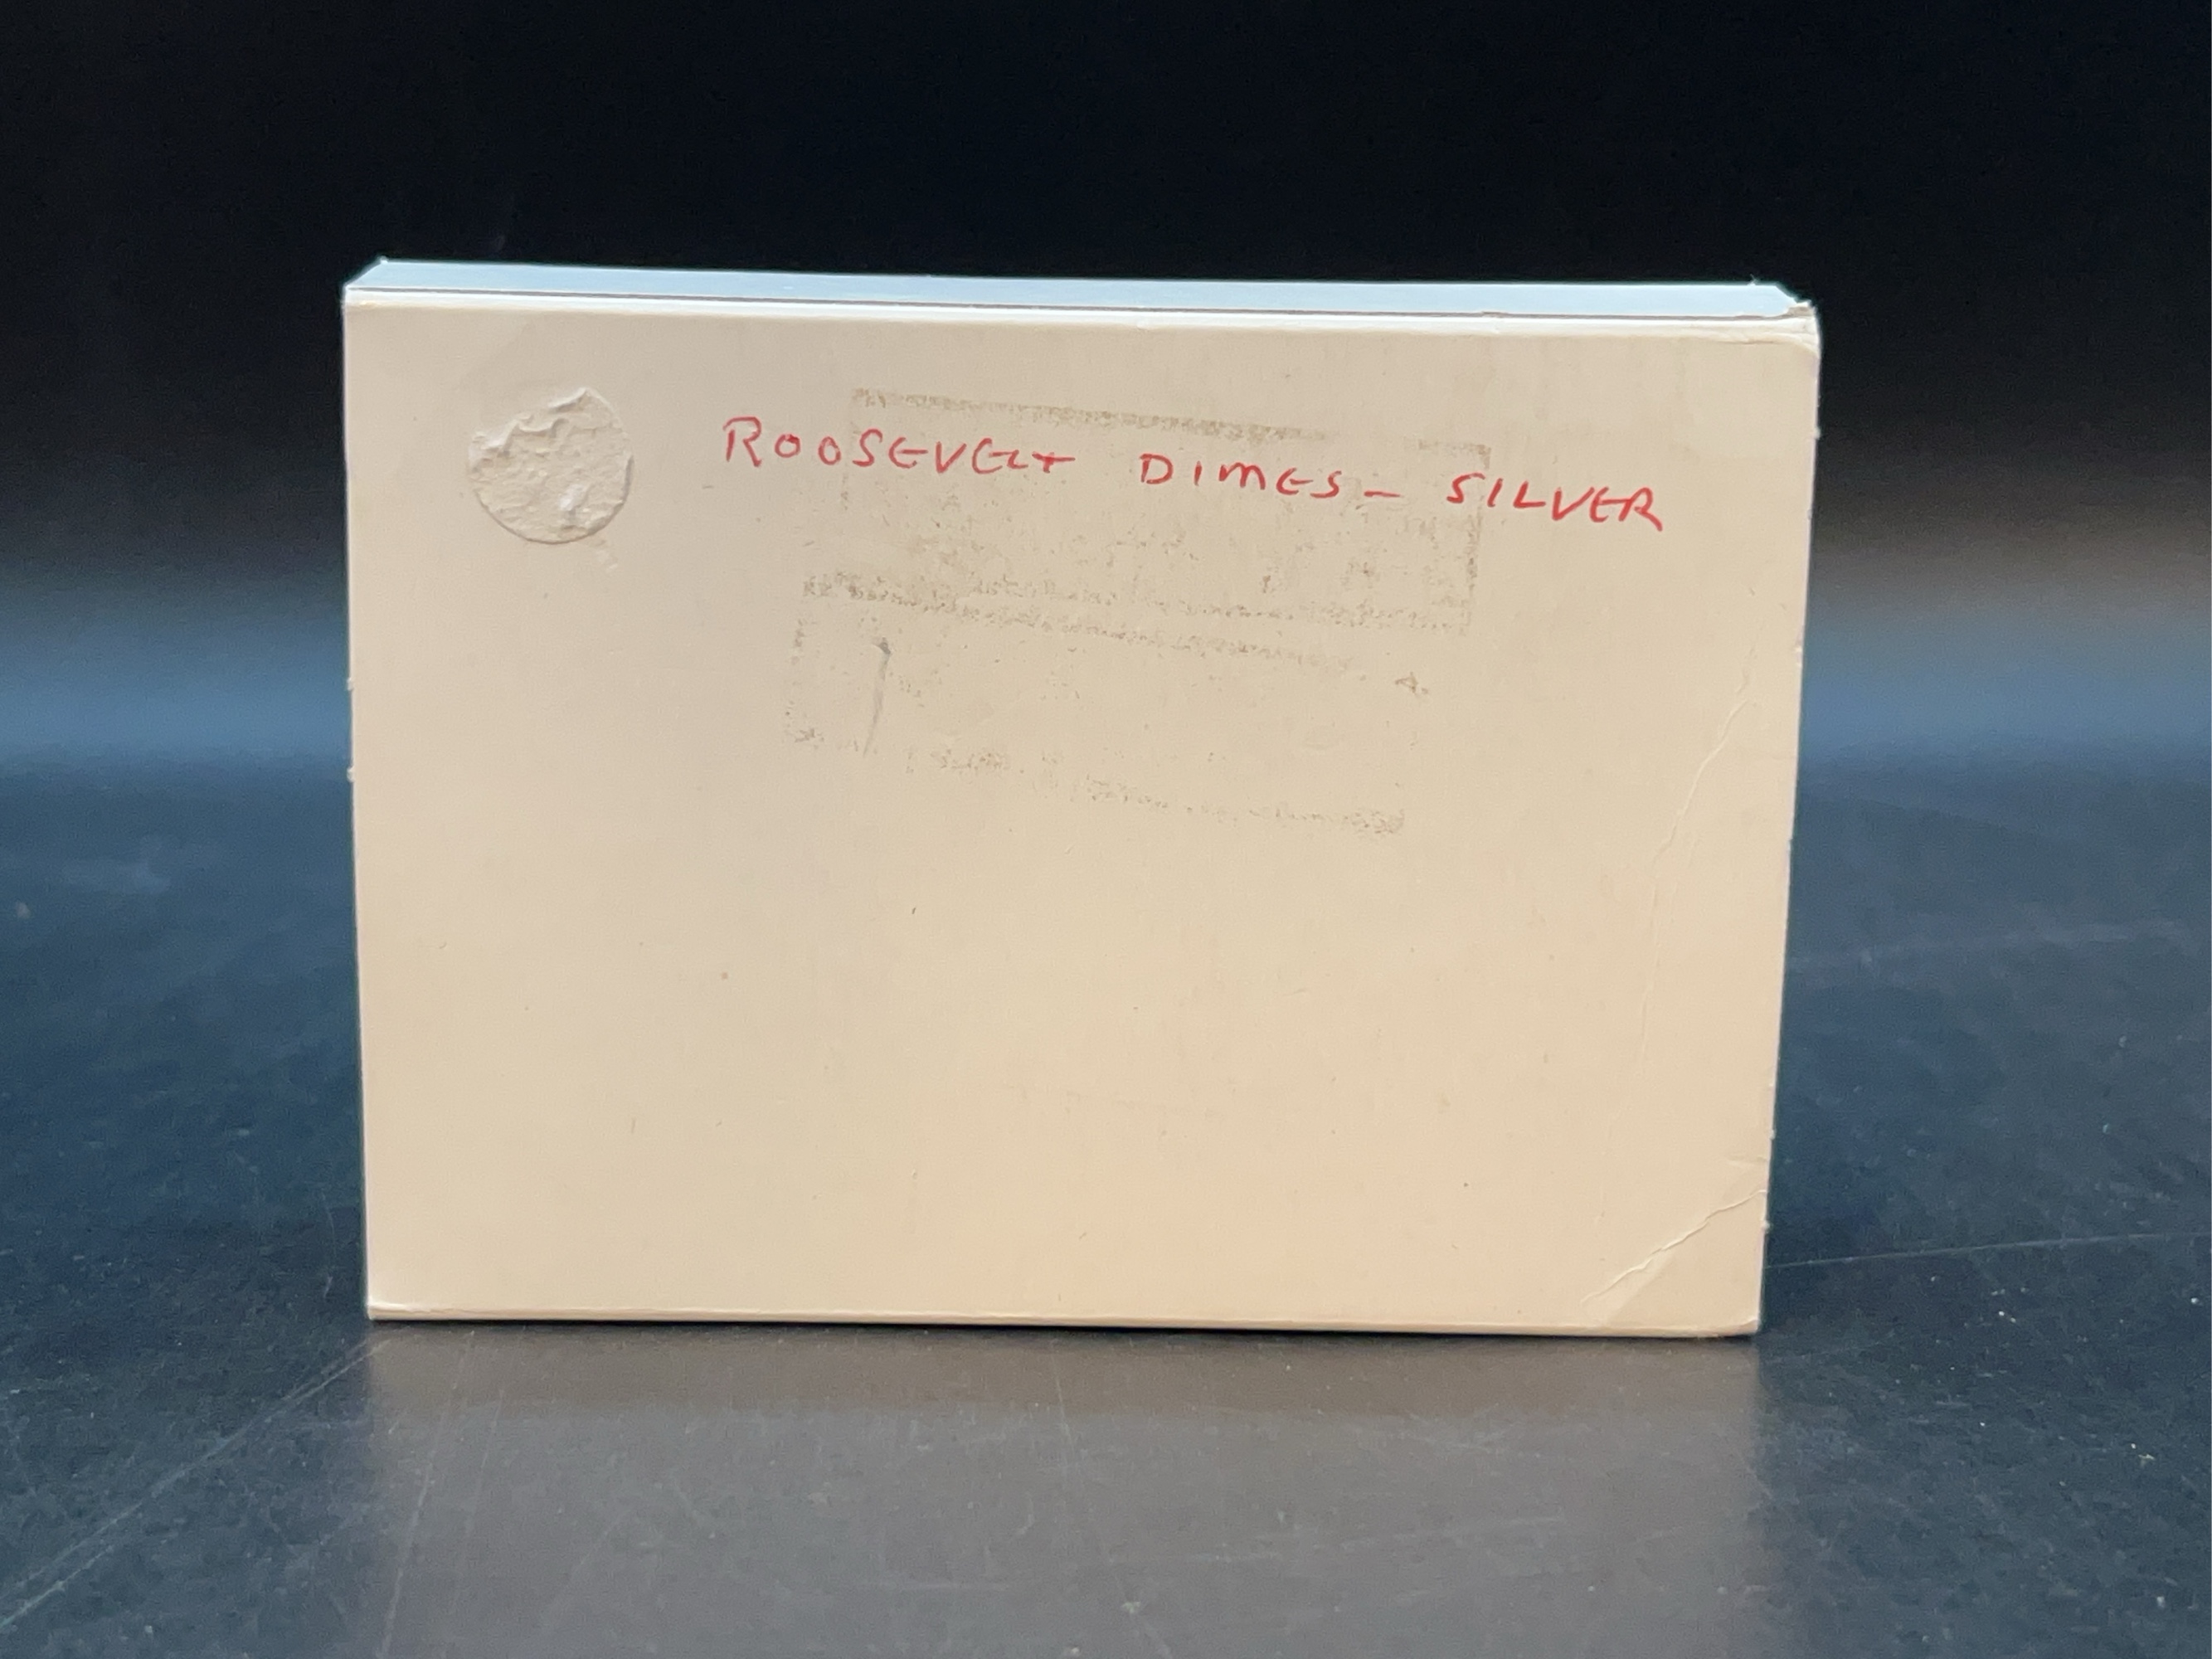 ROOSEVELT DIMES - SILVER